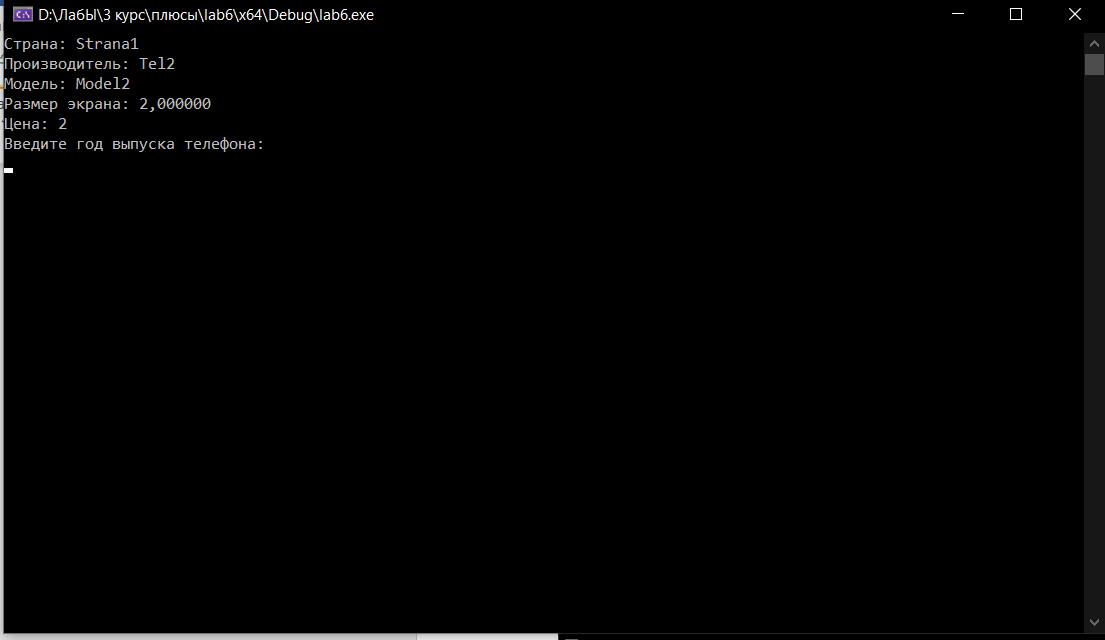 D:\ЛабЫ\3 курс\плюсы\lab6\x64\Debug\lab6.exe
Страна: Strana1
Производитель: Tel2
Модель: Model2
Размер экрана: 2,000000
Цена: 2
Введите год выпуска телефона: